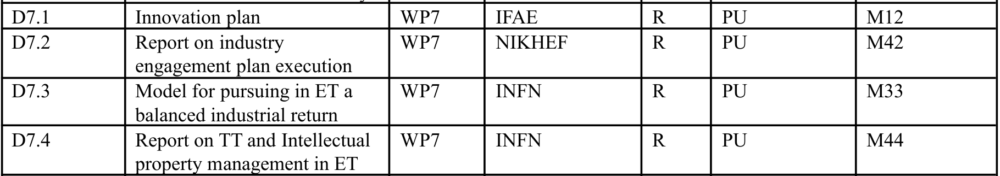 D7.1 Innovation plan WP7 IFAE R PU M12
D7.2 Report on industry WP7 NIKHEF R PU M42
engagement plan execution
D7.3 Model for pursuing in ET a WP7 INFN R PU M33
balanced industrial return
D7.4 Report on TT and Intellectual WP7 INFN R PU M44
property management in ET